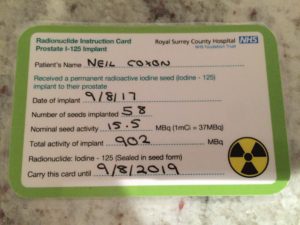 Radionuclide Instruction Card
Prostate I-125 Implant
Royal Surrey County Hospital NHS
NHS Foundation Trust
Patient's Name NEIL COXON
Received a permanent radioactive iodine seed (Iodine - 125)
implant to their prostate
Date of implant 9/8/17
Number of seeds implanted 58
Nominal seed activity 15.5 MBq (1mCi = 37MBq)
Total activity of implant 902 MBq
Radionuclide: Iodine - 125 (Sealed in seed form)
Carry this card until 9/8/2019